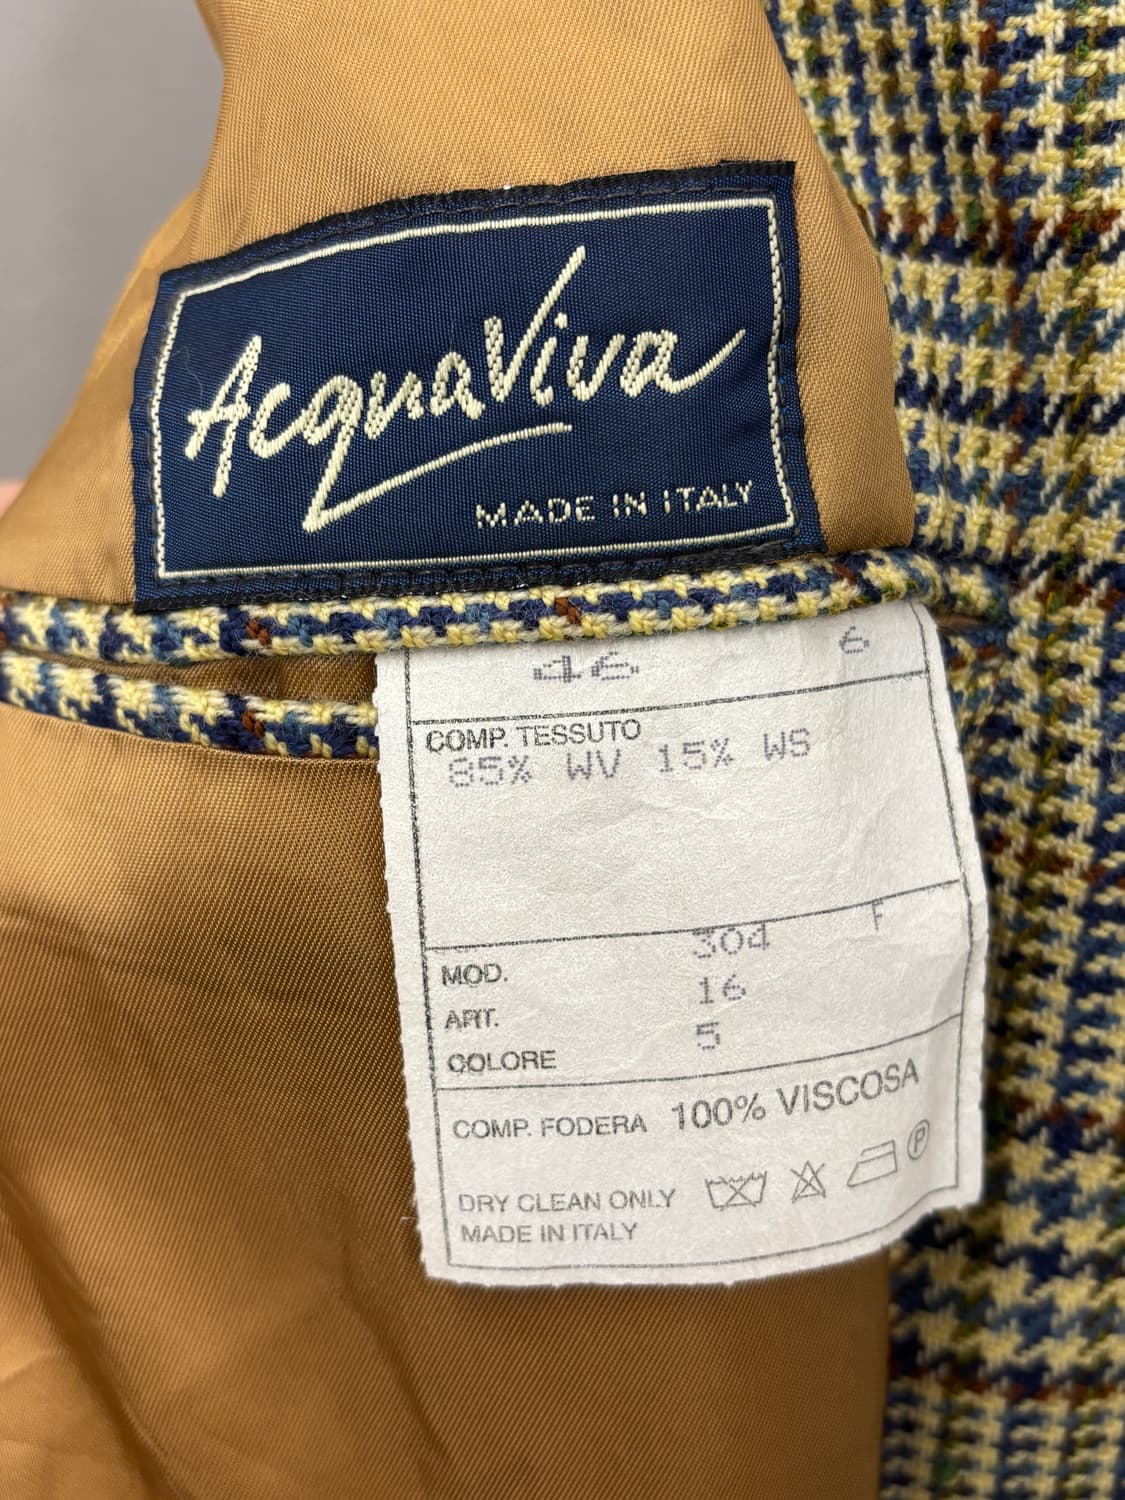 AcquaViva
MADE IN ITALY
46 6
COMP. TESSUTO
85% WV 15% WS
F
MOD. 304
ART. 16
COLORE 5
COMP. FODERA 100% VISCOSA
P
DRY CLEAN ONLY
MADE IN ITALY